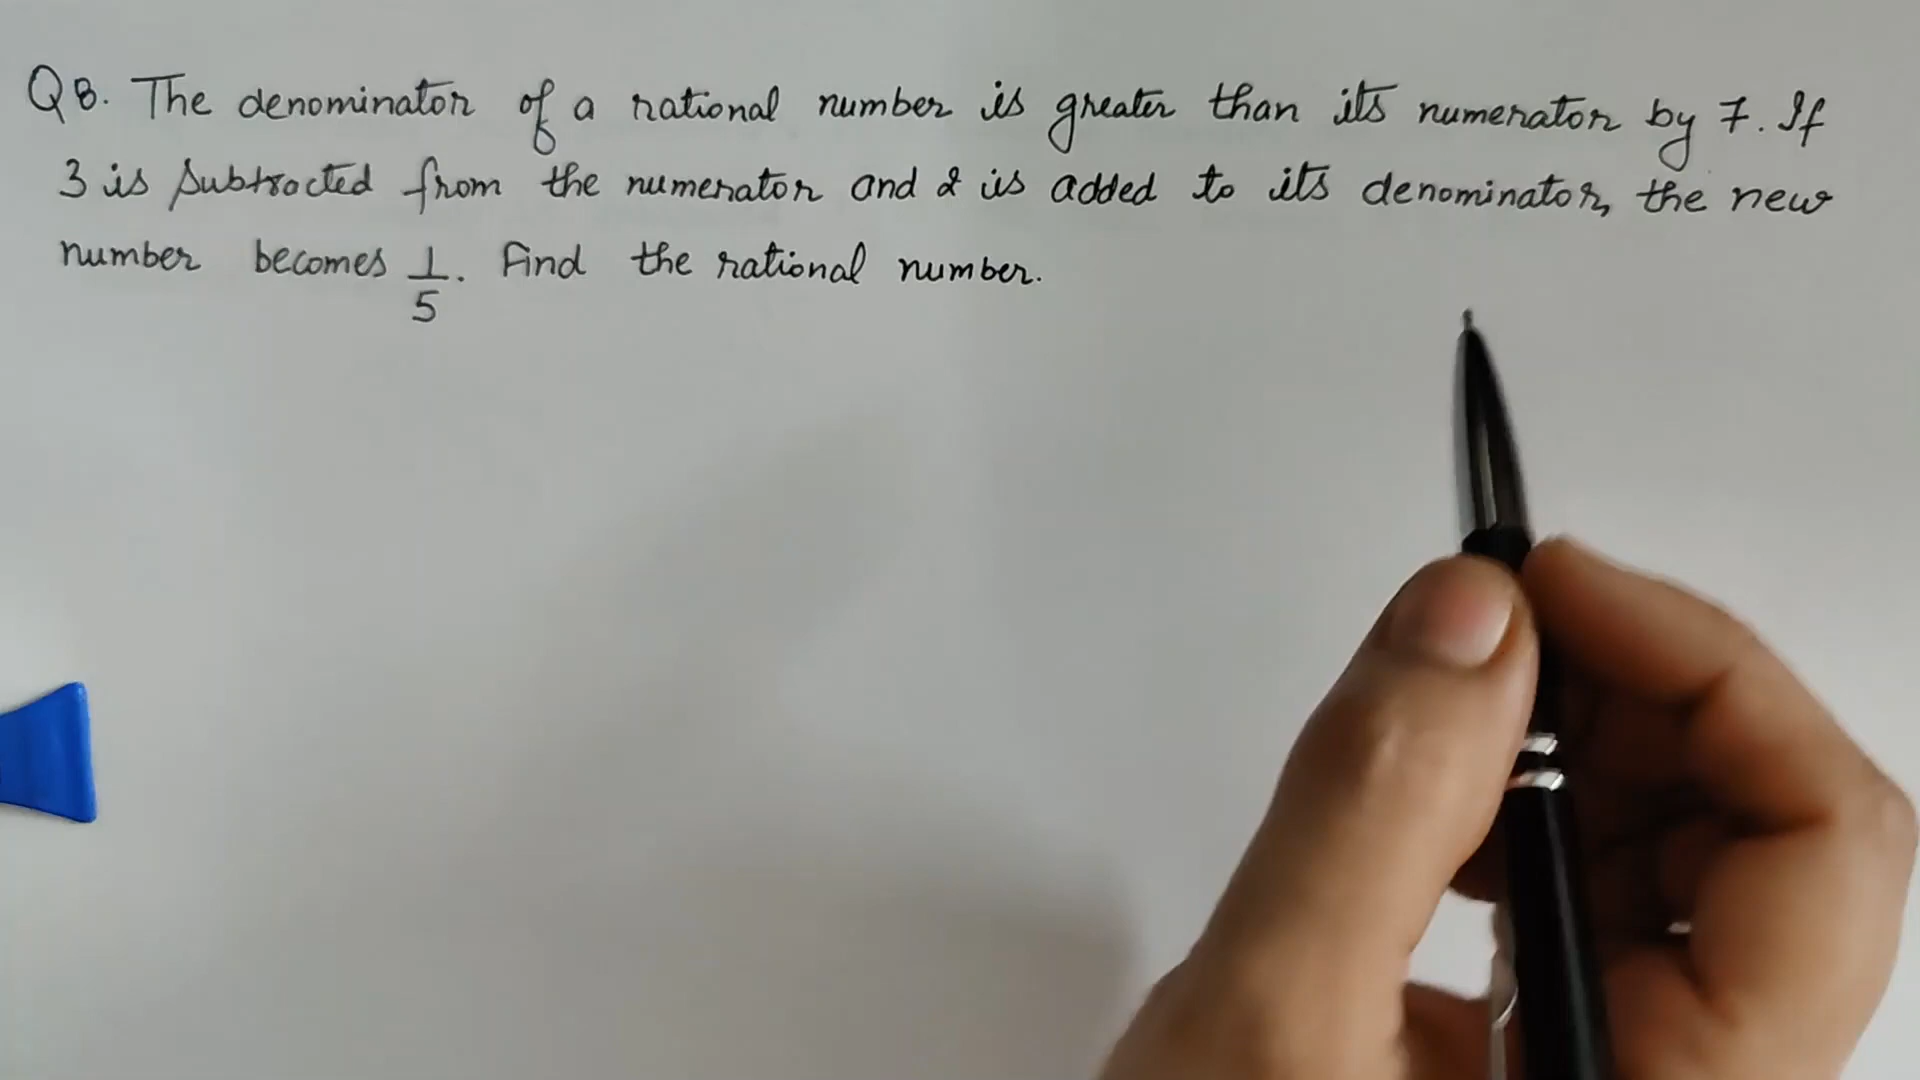 Q8. The denominator of a rational number is greater than its numerator by 7. If
3 is subtracted from the numerator and 2 is added to its denominator, the new
number becomes 1/5. Find the rational number.